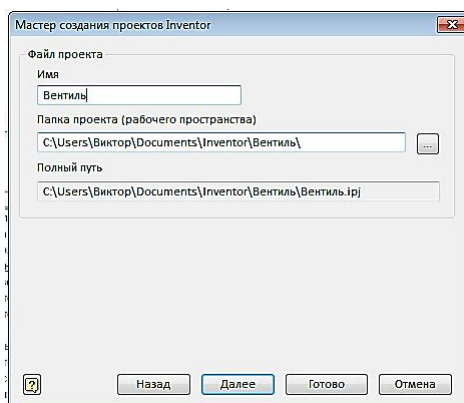 Мастер создания проектов Inventor
Файл проекта
Имя
Вентиль
Папка проекта (рабочего пространства)
C:\Users\Виктор\Documents\Inventor\Вентиль\
...
Полный путь
C:\Users\Виктор\Documents\Inventor\Вентиль\Вентиль.ipj
?
Назад
Далее
Готово
Отмена